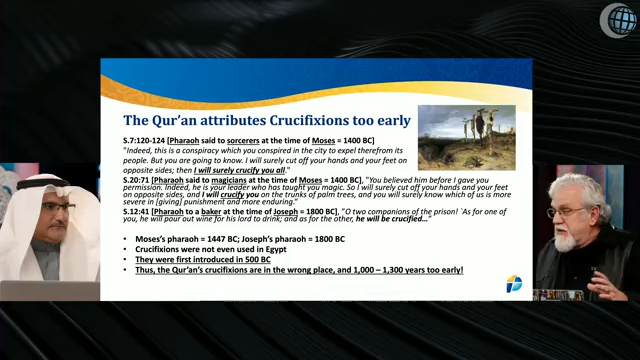 The Qur'an attributes Crucifixions too early
S.7:120-124 [Pharaoh said to sorcerers at the time of Moses = 1400 BC]
"Indeed, this is a conspiracy which you conspired in the city to expel therefrom its
people. But you are going to know. I will surely cut off your hands and your feet on
opposite sides; then I will surely crucify you all."
S.20:71 [Pharaoh said to magicians at the time of Moses = 1400 BC], "You believed him before I gave you
permission. Indeed, he is your leader who has taught you magic. So I will surely cut off your hands and your feet
on opposite sides, and I will crucify you on the trunks of palm trees, and you will surely know which of us is more
severe in [giving] punishment and more enduring."
S.12:41 [Pharaoh to a baker at the time of Joseph = 1800 BC], "O two companions of the prison! `As for one of
you, he will pour out wine for his lord to drink; and as for the other, he will be crucified..."
• Moses's pharaoh = 1447 BC; Joseph's pharaoh = 1800 BC
• Crucifixions were not even used in Egypt
• They were first introduced in 500 BC
• Thus, the Qur'an's crucifixions are in the wrong place, and 1,000 – 1,300 years too early!